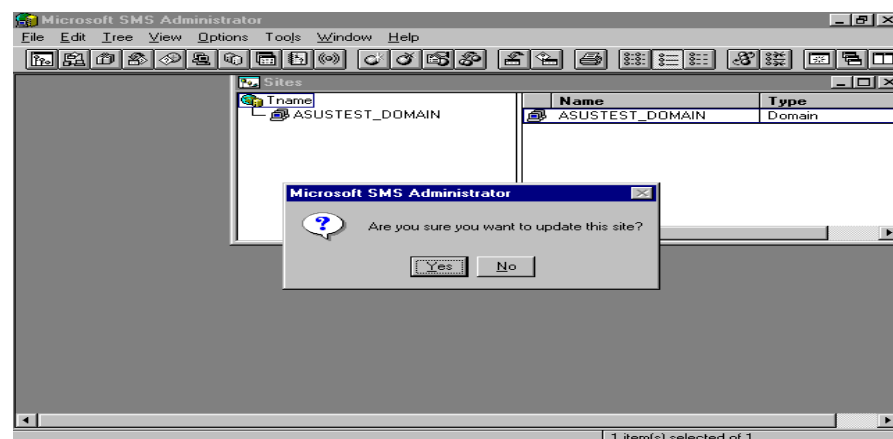 Microsoft SMS Administrator
File Edit Tree View Options Tools Window Help
Sites
Tname
ASUSTEST_DOMAIN
Name Type
ASUSTEST_DOMAIN Domain
Microsoft SMS Administrator
Are you sure you want to update this site?
Yes No
1 item(s) selected of 1